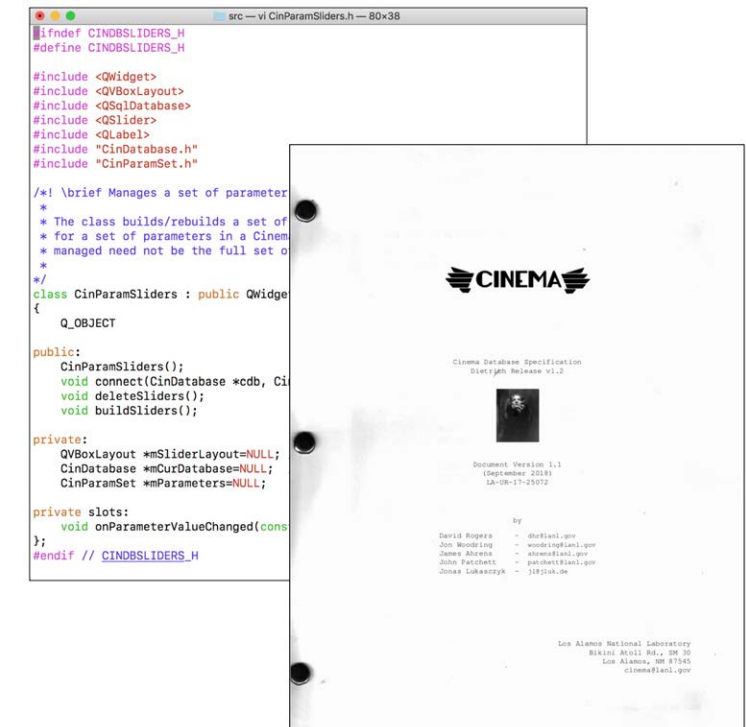 src — vi CinParamSliders.h — 80×38
#ifndef CINDBSLIDERS_H
#define CINDBSLIDERS_H
#include <QWidget>
#include <QVBoxLayout>
#include <QSqlDatabase>
#include <QSlider>
#include <QLabel>
#include "CinDatabase.h"
#include "CinParamSet.h"
/*! \brief Manages a set of parameter
 *
 * The class builds/rebuilds a set of
 * for a set of parameters in a Cinem
 * managed need not be the full set o
 *
*/
class CinParamSliders : public QWidge
{
    Q_OBJECT
public:
    CinParamSliders();
    void connect(CinDatabase *cdb, Ci
    void deleteSliders();
    void buildSliders();
private:
    QVBoxLayout *mSliderLayout=NULL;
    CinDatabase *mCurDatabase=NULL;
    CinParamSet *mParameters=NULL;
private slots:
    void onParameterValueChanged(cons
};
#endif // CINDBSLIDERS_H
CINEMA
Cinema Database Specification
Dietrich Release v1.2
Document Version 1.1
(September 2018)
LA-UR-17-25072
by
David Rogers - dhr@lanl.gov
Jon Woodring - woodring@lanl.gov
James Ahrens - ahrens@lanl.gov
John Patchett - patchett@lanl.gov
Jonas Lukasczyk - jl@jluk.de
Los Alamos National Laboratory
Bikini Atoll Rd., SM 30
Los Alamos, NM 87545
cinema@lanl.gov